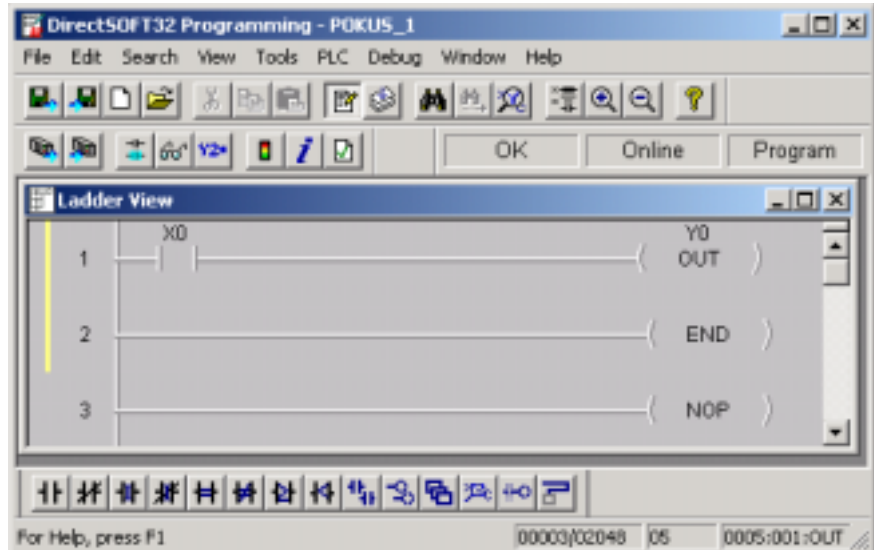 DirectSOFT32 Programming - POKUS_1
File Edit Search View Tools PLC Debug Window Help
Y2
OK Online Program
Ladder View
X0 Y0
1 OUT
2 END
3 NOP
For Help, press F1 00003/02048 05 0005:001:OUT